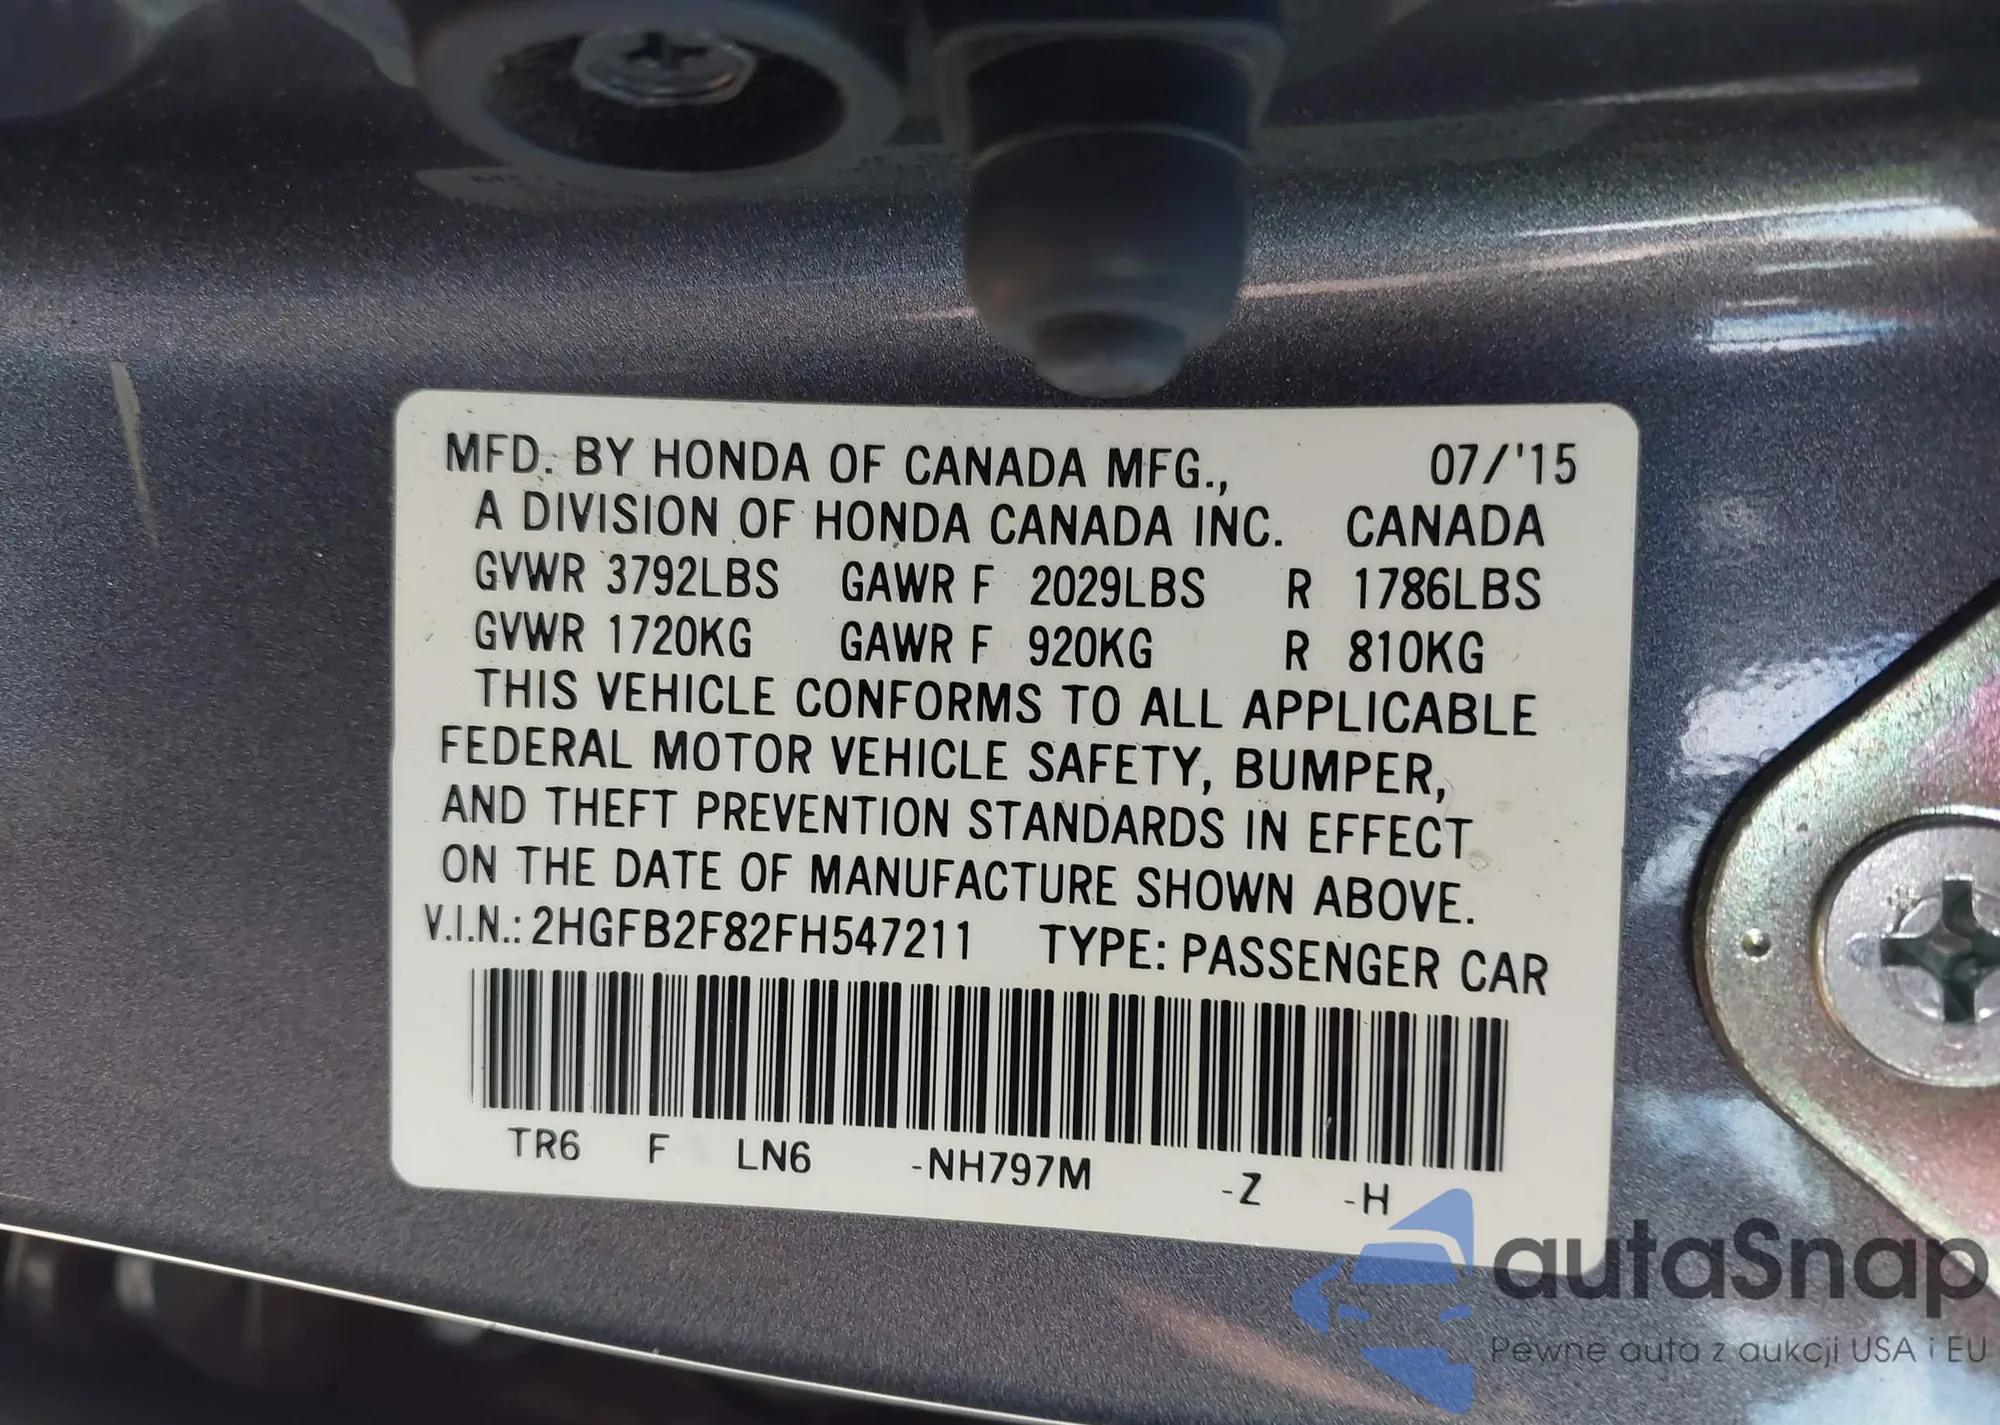 MFD. BY HONDA OF CANADA MFG., 07/'15
A DIVISION OF HONDA CANADA INC. CANADA
GVWR 3792LBS GAWR F 2029LBS R 1786LBS
GVWR 1720KG GAWR F 920KG R 810KG
THIS VEHICLE CONFORMS TO ALL APPLICABLE
FEDERAL MOTOR VEHICLE SAFETY, BUMPER,
AND THEFT PREVENTION STANDARDS IN EFFECT
ON THE DATE OF MANUFACTURE SHOWN ABOVE.
V.I.N.: 2HGFB2F82FH547211 TYPE: PASSENGER CAR
TR6 F LN6 -NH797M -Z -H
autaSnap
Pewne auta z aukcji USA i EU